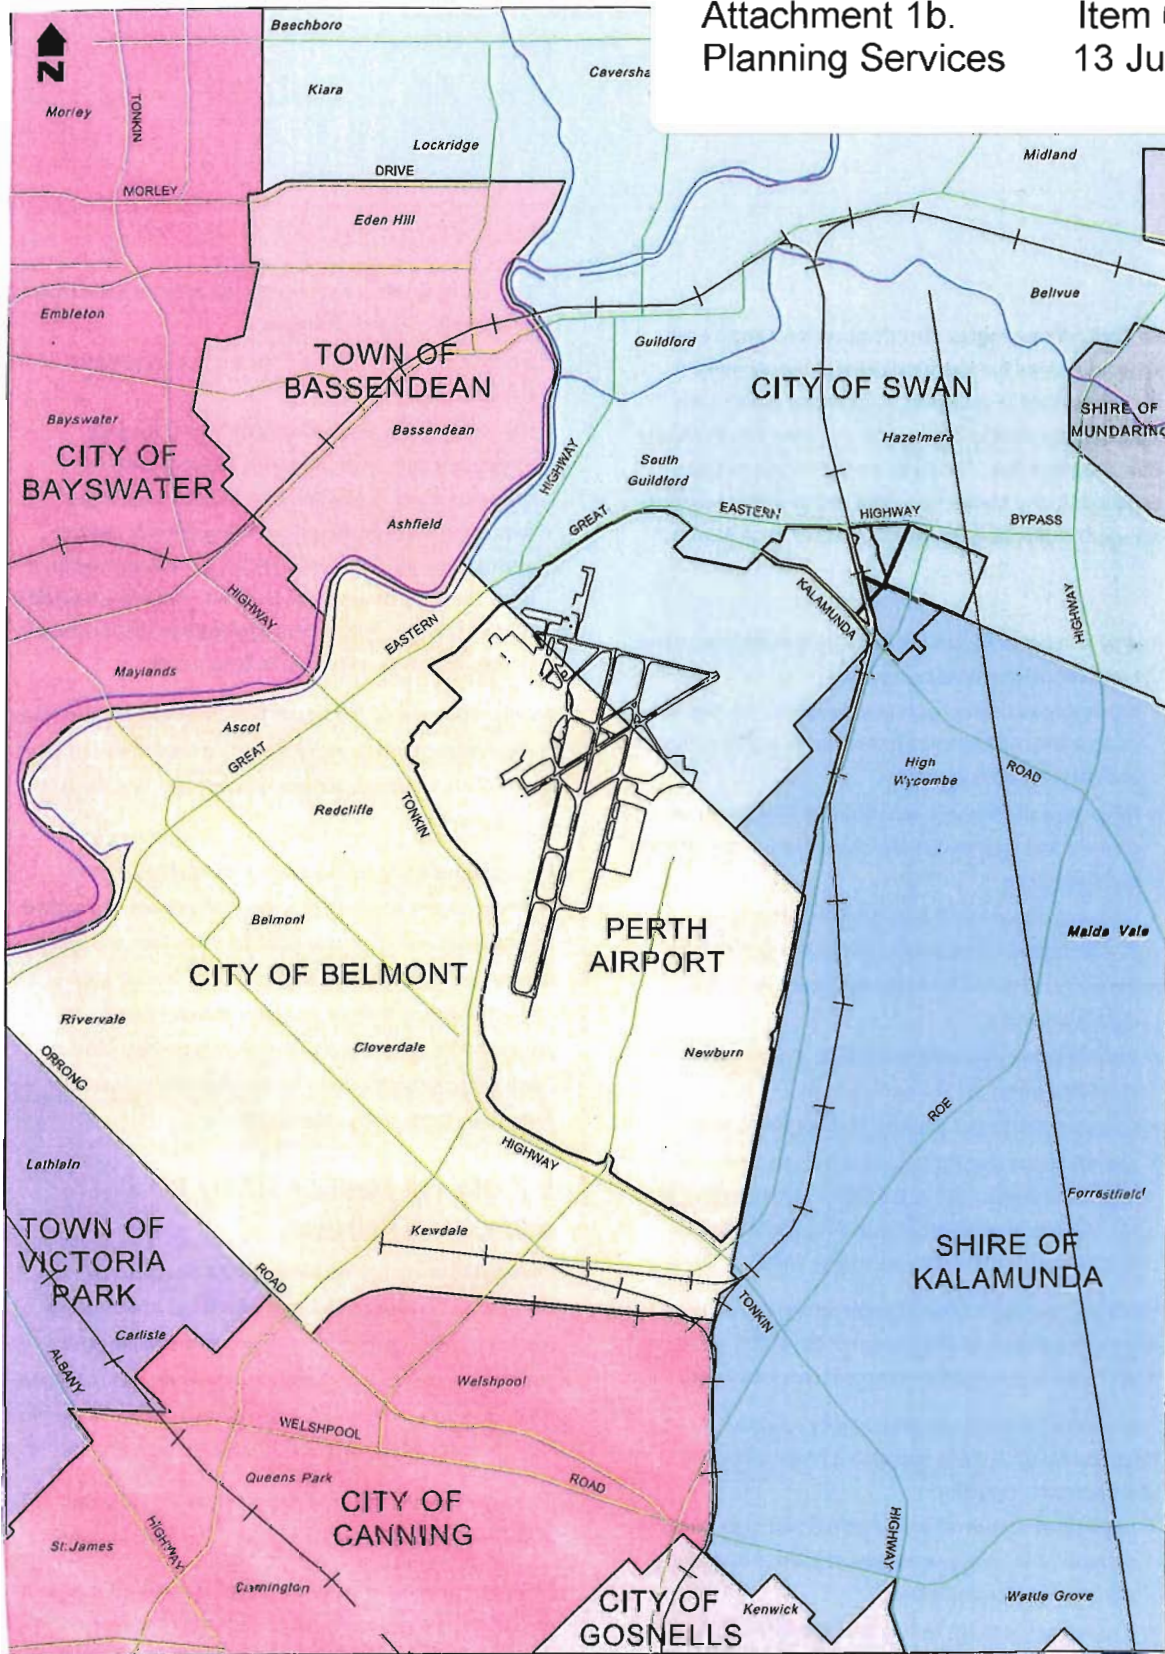 Attachment 1b. Item
Planning Services 13
N
Beechboro
Kiara
Morley
TONKIN
Lockridge
Midland
DRIVE
MORLEY
Eden Hill
Embleton
Bellvue
TOWN OF
BASSENDEAN
Guildford
CITY OF SWAN
SHIRE OF
Bayswater
Bassendean
Hazelmere
CITY OF
BAYSWATER
South
Guildford
HIGHWAY
Ashfield
GREAT
EASTERN
HIGHWAY
BYPASS
HIGHWAY
KALAMUNDA
HIGHWAY
EASTERN
Maylands
Ascot
GREAT
High
Wycombe
ROAD
Redcliffe
TONKIN
Belmont
PERTH
AIRPORT
Maida Vale
CITY OF BELMONT
Rivervale
Cloverdale
Newburn
ORRONG
ROE
HIGHWAY
Lathlain
Forrestfield
TOWN OF
VICTORIA
PARK
Kewdale
SHIRE OF
KALAMUNDA
ROAD
TONKIN
Carlisle
ALBANY
Welshpool
WELSHPOOL
Queens Park
ROAD
CITY OF
CANNING
HIGHWAY
HIGHWAY
St.James
Cannington
Wattle Grove
CITY OF
GOSNELLS
Kenwick